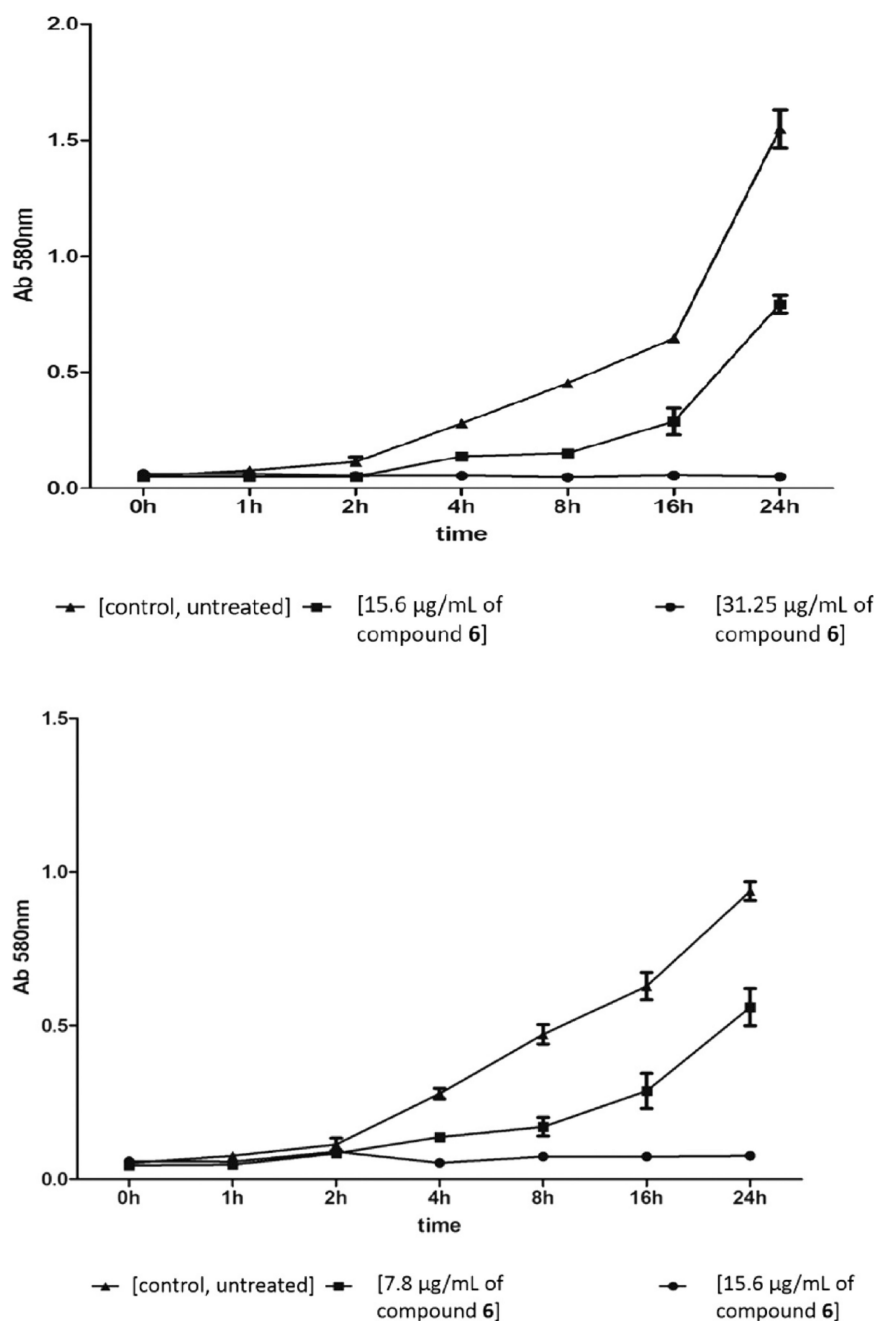 2.0
1.5
1.0
0.5
0.0
Ab 580nm
0h 1h 2h 4h 8h 16h 24h
time
[control, untreated] [15.6 µg/mL of [31.25 µg/mL of
compound 6] compound 6]
1.5
1.0
0.5
0.0
Ab 580nm
0h 1h 2h 4h 8h 16h 24h
time
[control, untreated] [7.8 µg/mL of [15.6 µg/mL of
compound 6] compound 6]